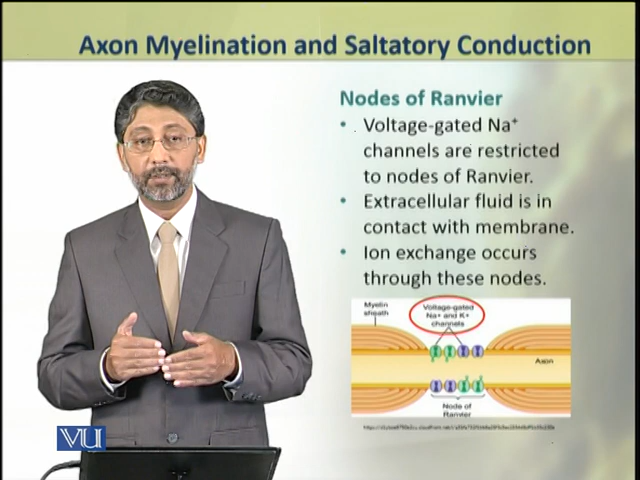 Axon Myelination and Saltatory Conduction
Nodes of Ranvier
• Voltage-gated Na⁺
channels are restricted
to nodes of Ranvier.
• Extracellular fluid is in
contact with membrane.
• Ion exchange occurs
through these nodes.
Myelin
sheath
Voltage-gated
Na+ and K+
channels
Axon
Node of
Ranvier
VU